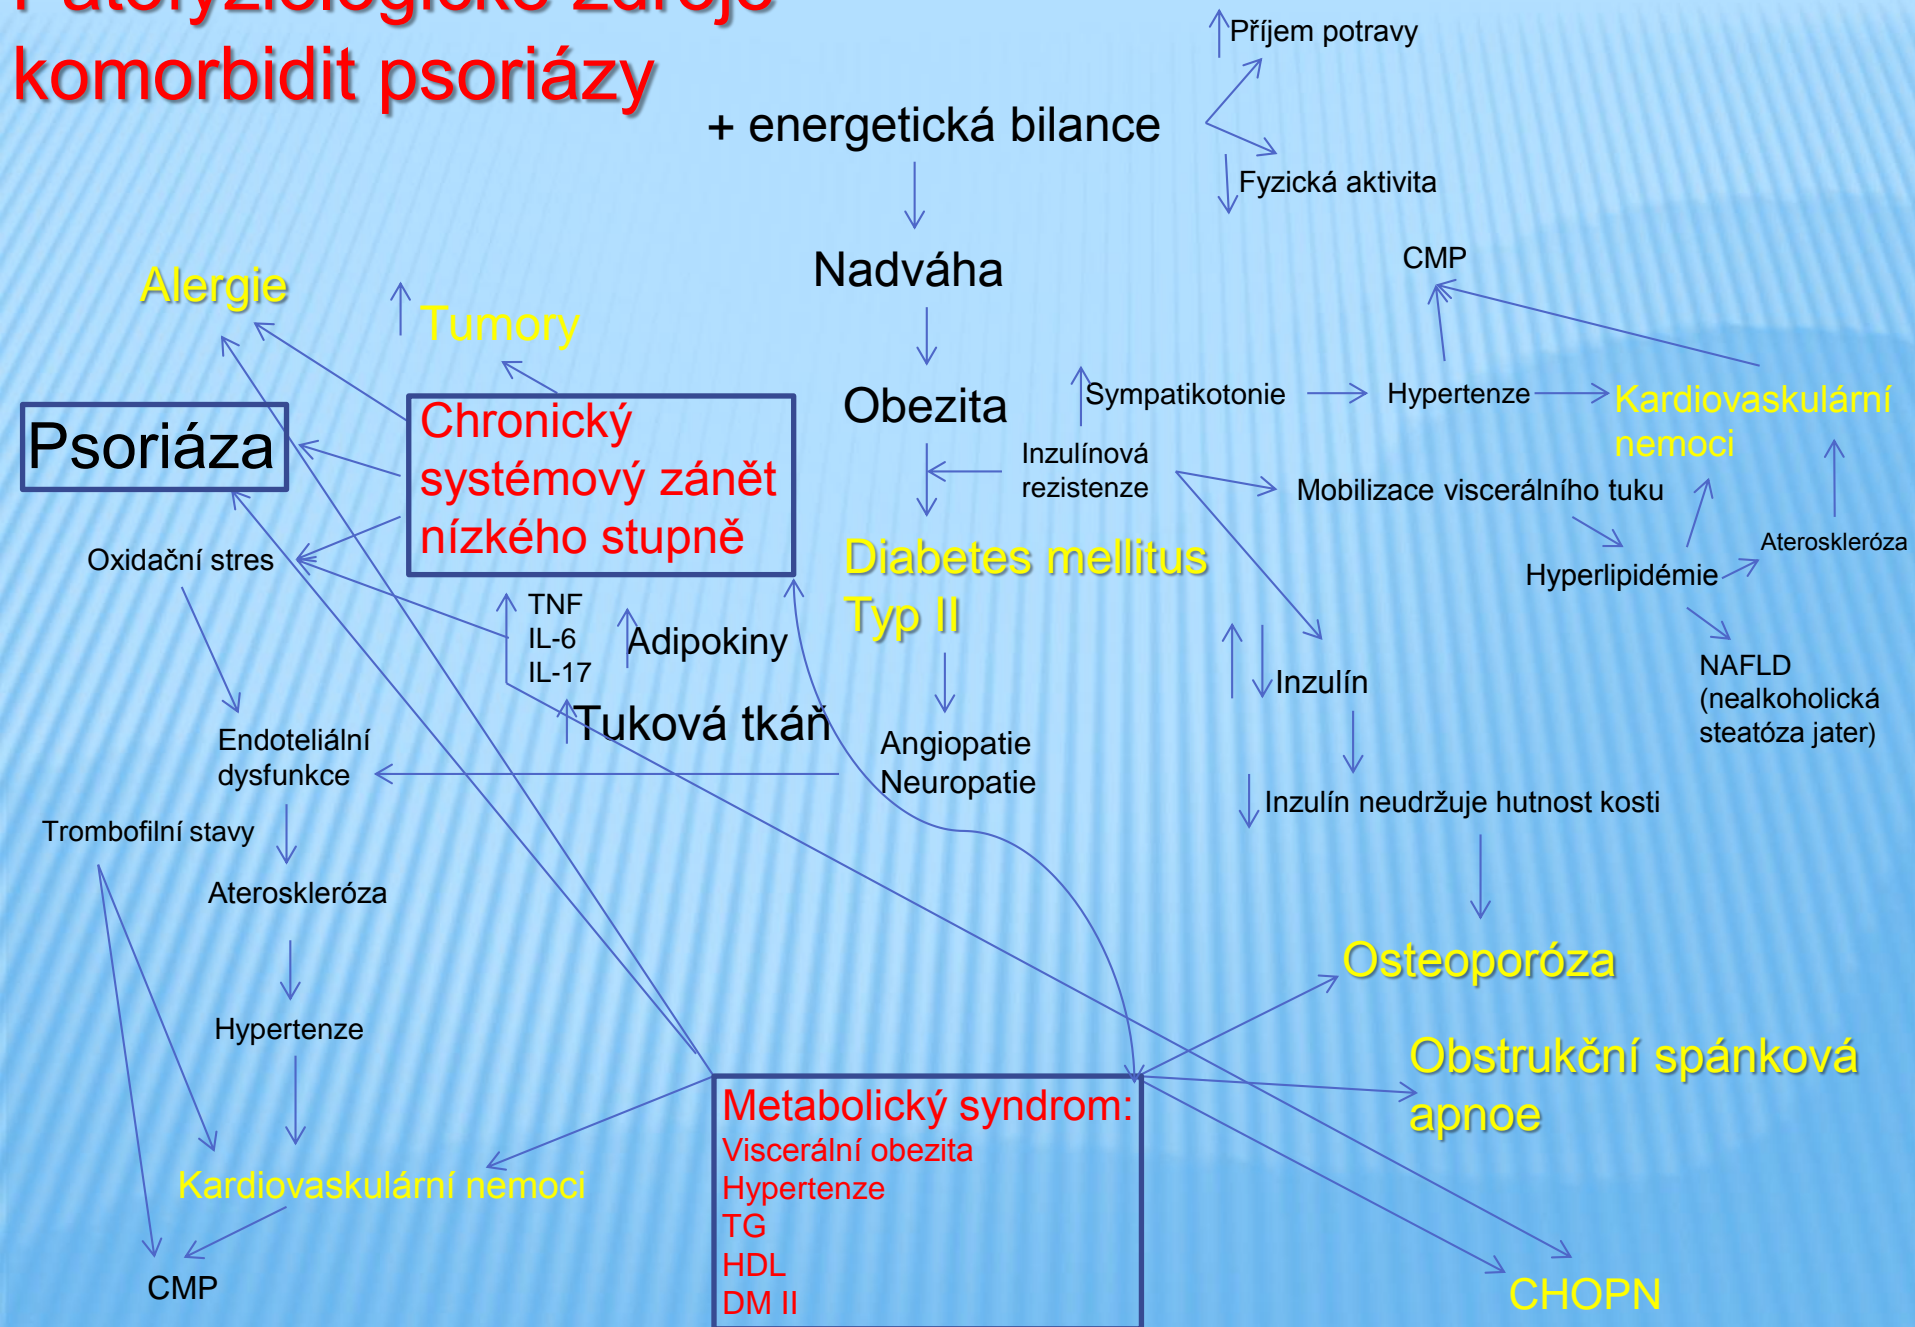 Patofyziologické zdroje
komorbidit psoriázy
Příjem potravy
+ energetická bilance
Fyzická aktivita
Nadváha
CMP
Alergie
Tumory
Obezita
Sympatikotonie
Hypertenze
Kardiovaskulární
nemoci
Psoriáza
Chronický
systémový zánět
nízkého stupně
Inzulínová
rezistenze
Mobilizace viscerálního tuku
Oxidační stres
Diabetes mellitus
Typ II
Hyperlipidémie
Ateroskleróza
TNF
IL-6
IL-17
Adipokiny
Tuková tkáň
Inzulín
NAFLD
(nealkoholická
steatóza jater)
Endoteliální
dysfunkce
Angiopatie
Neuropatie
Inzulín neudržuje hutnost kosti
Trombofilní stavy
Ateroskleróza
Osteoporóza
Hypertenze
Obstrukční spánková
apnoe
Metabolický syndrom:
Viscerální obezita
Hypertenze
TG
HDL
DM II
Kardiovaskulární nemoci
CMP
CHOPN